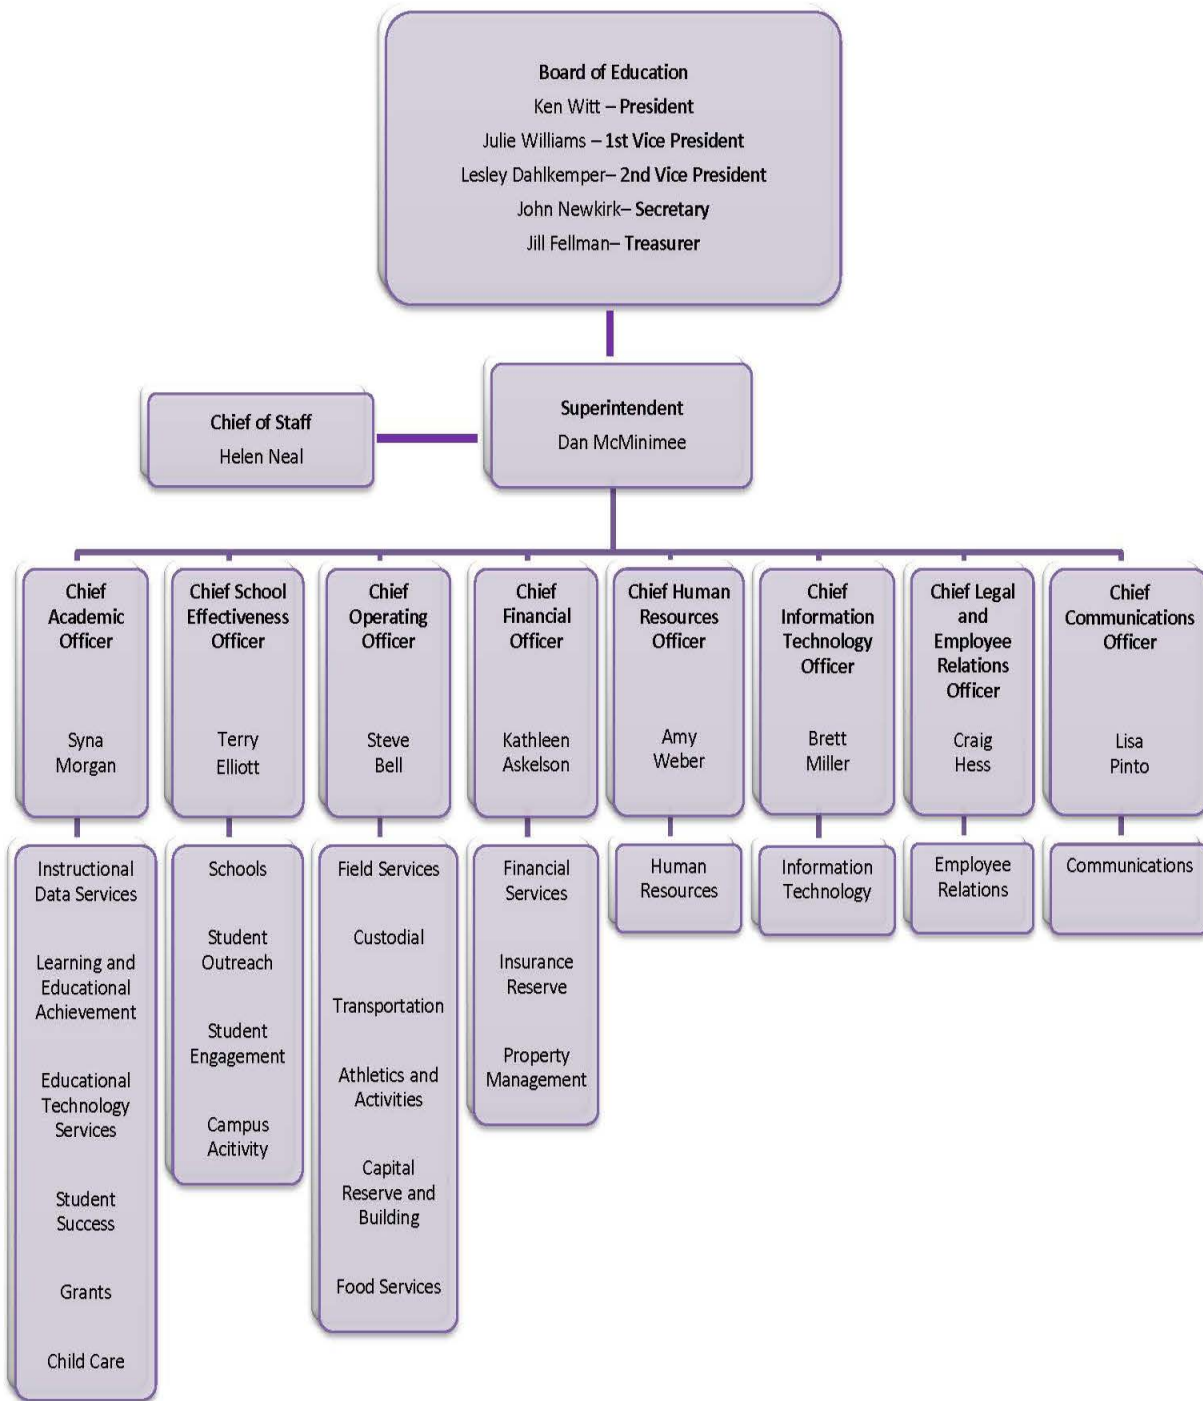 Board of Education
Ken Witt – President
Julie Williams – 1st Vice President
Lesley Dahlkemper– 2nd Vice President
John Newkirk– Secretary
Jill Fellman– Treasurer
Chief of Staff
Helen Neal
Superintendent
Dan McMinimee
Chief
Academic
Officer
Syna
Morgan
Chief School
Effectiveness
Officer
Terry
Elliott
Chief
Operating
Officer
Steve
Bell
Chief
Financial
Officer
Kathleen
Askelson
Chief Human
Resources
Officer
Amy
Weber
Chief
Information
Technology
Officer
Brett
Miller
Chief Legal
and
Employee
Relations
Officer
Craig
Hess
Chief
Communications
Officer
Lisa
Pinto
Instructional
Data Services
Learning and
Educational
Achievement
Educational
Technology
Services
Student
Success
Grants
Child Care
Schools
Student
Outreach
Student
Engagement
Campus
Acitivity
Field Services
Custodial
Transportation
Athletics and
Activities
Capital
Reserve and
Building
Food Services
Financial
Services
Insurance
Reserve
Property
Management
Human
Resources
Information
Technology
Employee
Relations
Communications